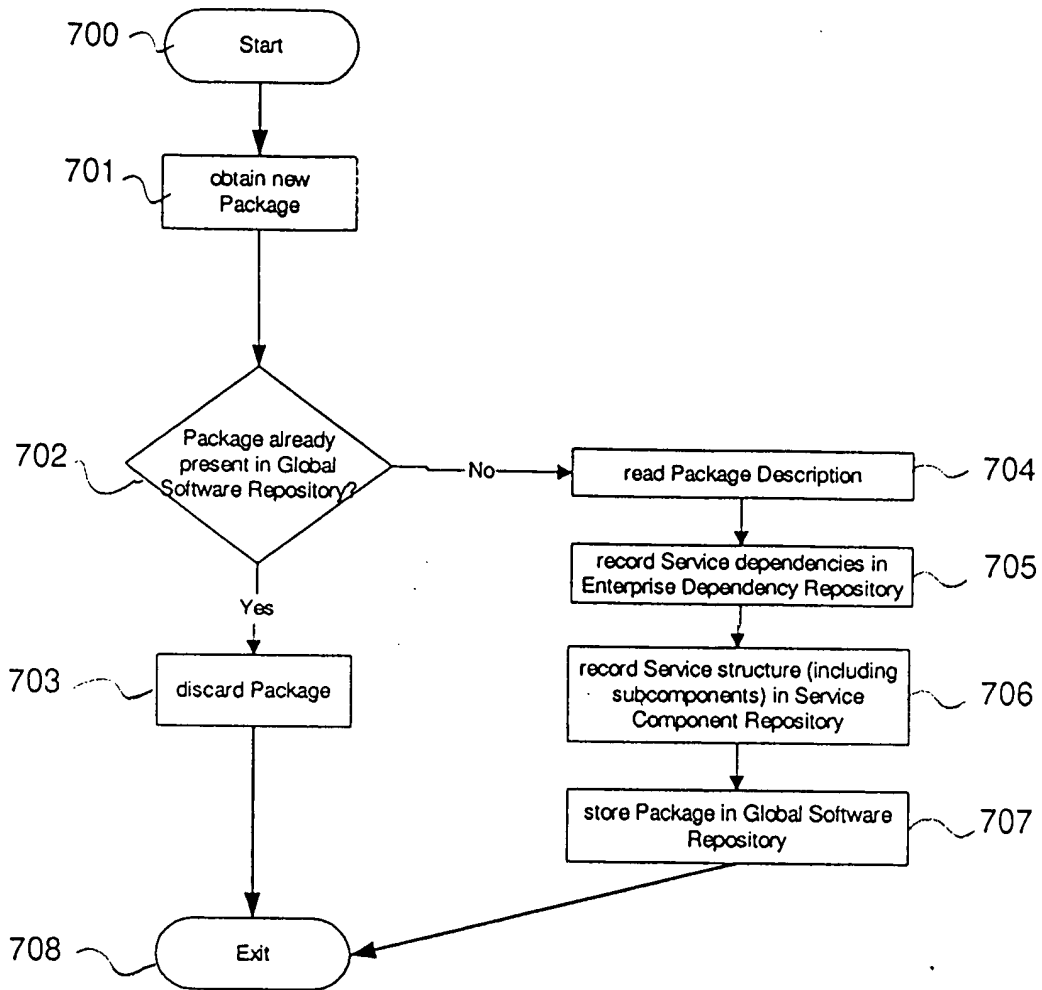 700
Start
701
obtain new
Package
702
Package already
present in Global
Software Repository?
No
Yes
703
discard Package
704
read Package Description
705
record Service dependencies in
Enterprise Dependency Repository
706
record Service structure (including
subcomponents) in Service
Component Repository
707
store Package in Global Software
Repository
708
Exit